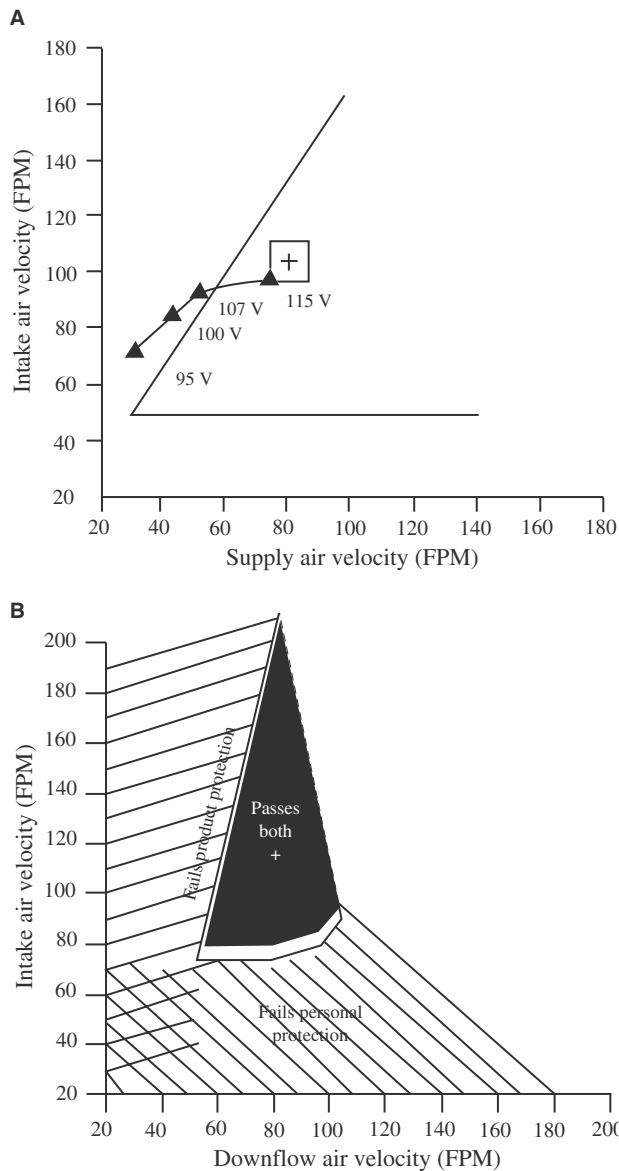 A
180
160
140
120
100
80
60
40
20
Intake air velocity (FPM)
115 V
107 V
100 V
95 V
20 40 60 80 100 120 140 160 180
Supply air velocity (FPM)
B
200
180
160
140
120
100
80
60
40
20
Intake air velocity (FPM)
Fails product protection
Passes
both
+
Fails personal
protection
20 40 60 80 100 120 140 160 180 200
Downflow air velocity (FPM)